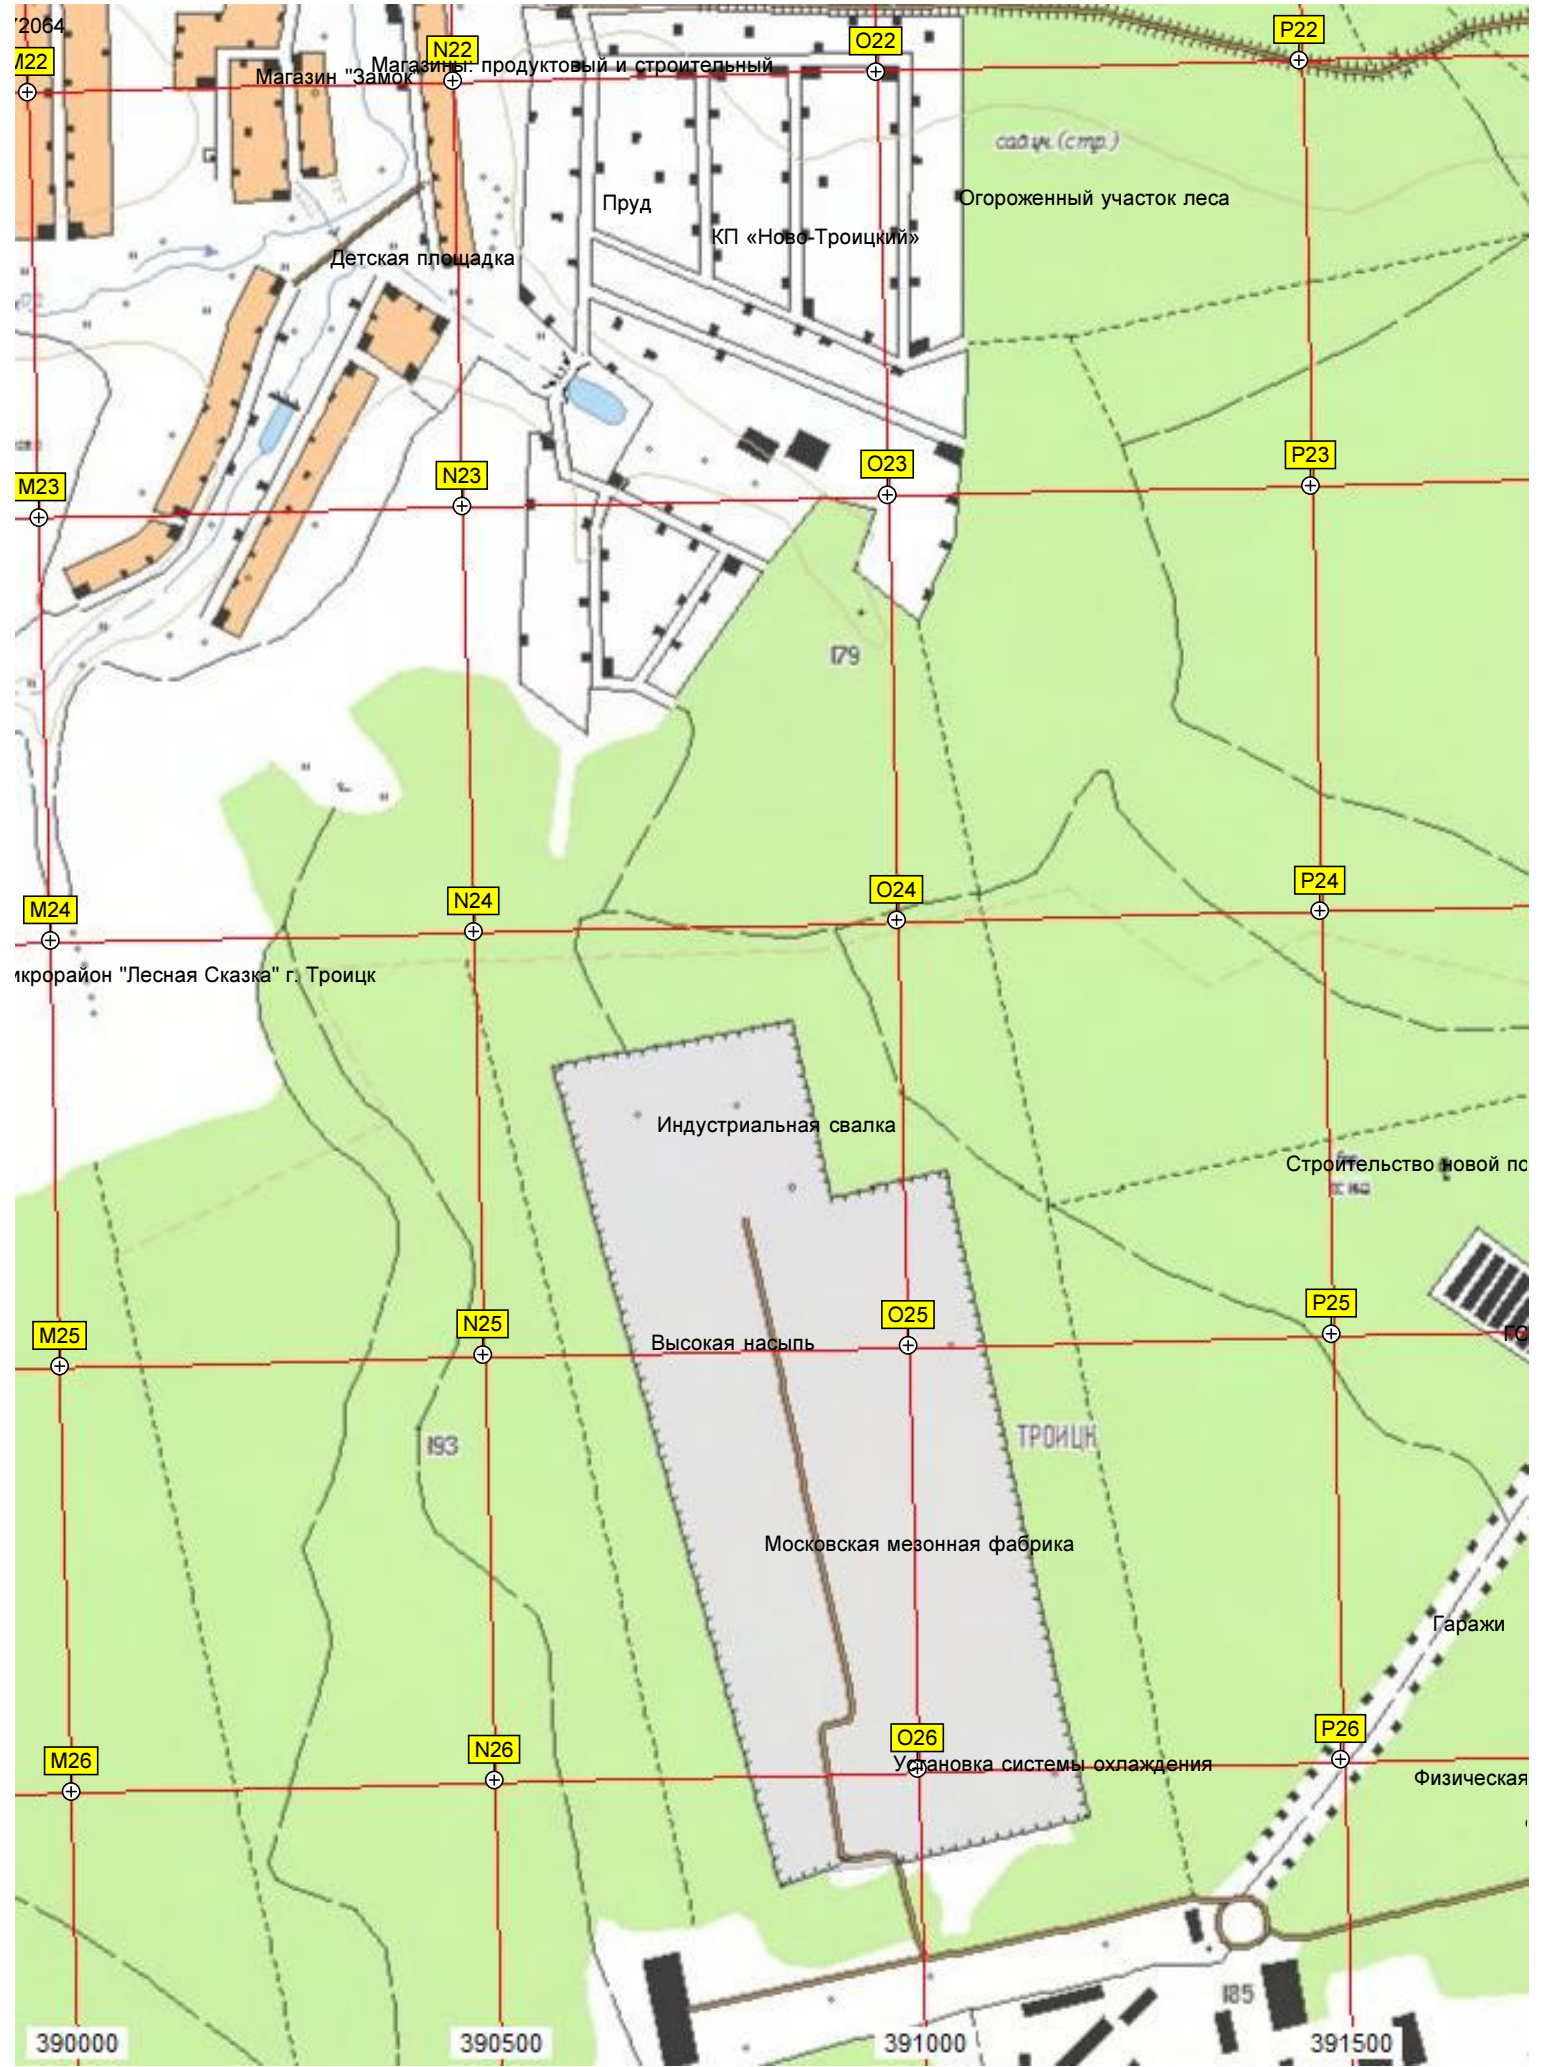 72064
M22
N22
O22
P22
Магазин "Замок"
Магазины: продуктовый и строительный
садик (стр.)
Пруд
Огороженный участок леса
КП «Ново-Троицкий»
Детская площадка
M23
N23
O23
P23
179
M24
N24
O24
P24
икрорайон "Лесная Сказка" г. Троицк
Индустриальная свалка
Строительство новой по
M25
N25
O25
P25
Высокая насыпь
ГС
193
ТРОИЦК
Московская мезонная фабрика
Гаражи
M26
N26
O26
P26
Установка системы охлаждения
Физическая
185
390000
390500
391000
391500